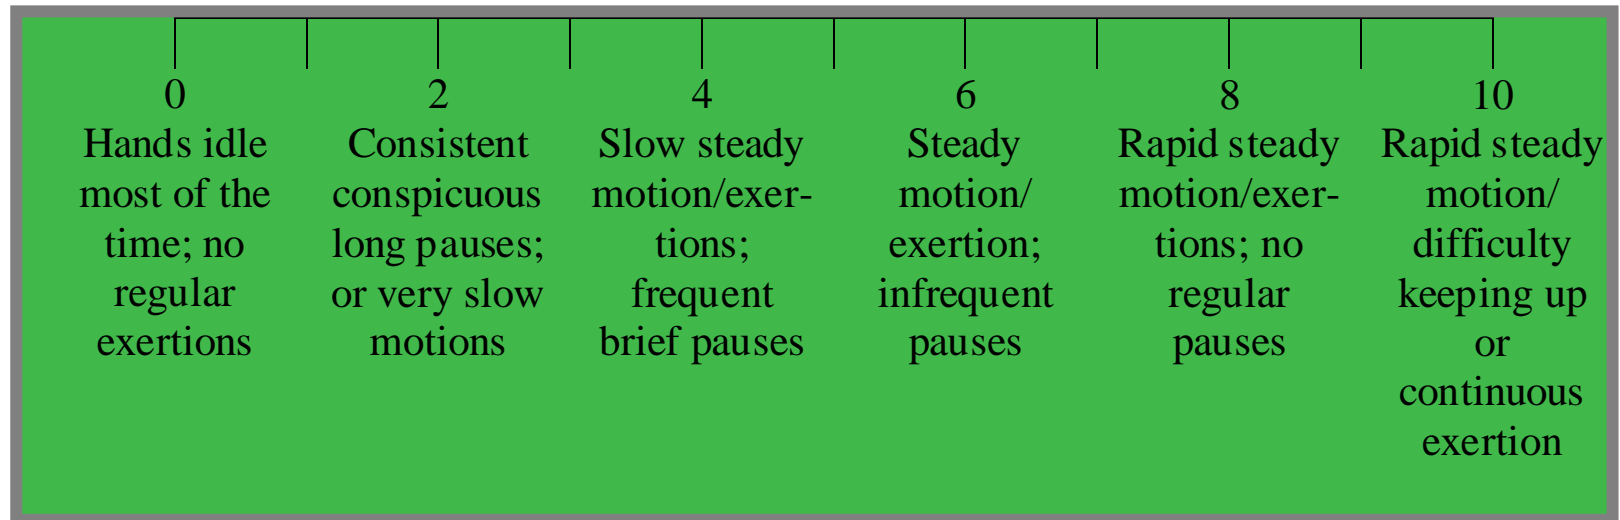 0 2 4 6 8 10
Hands idle
most of the
time; no
regular
exertions
Consistent
conspicuous
long pauses;
or very slow
motions
Slow steady
motion/exer-
tions;
frequent
brief pauses
Steady
motion/
exertion;
infrequent
pauses
Rapid steady
motion/exer-
tions; no
regular
pauses
Rapid steady
motion/
difficulty
keeping up
or
continuous
exertion